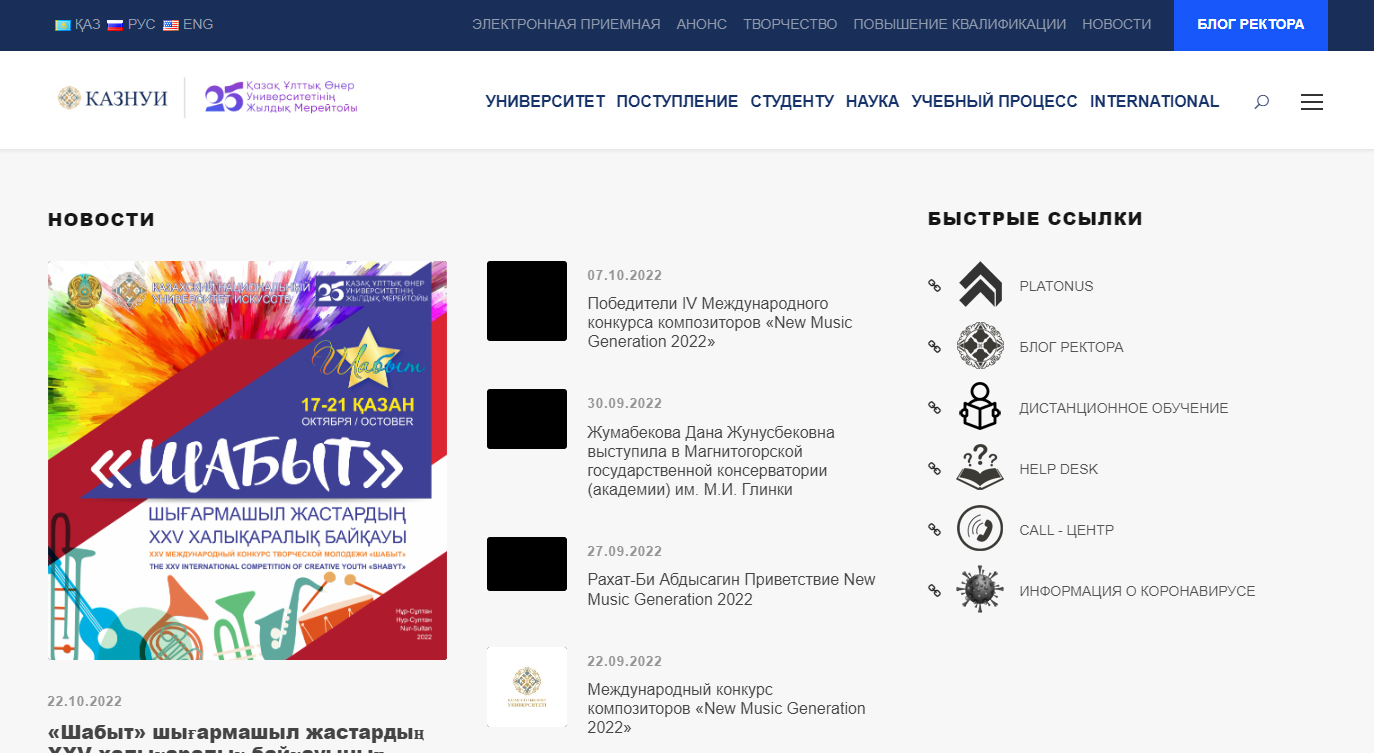 ҚАЗ РУС ENG
ЭЛЕКТРОННАЯ ПРИЕМНАЯ АНОНС ТВОРЧЕСТВО ПОВЫШЕНИЕ КВАЛИФИКАЦИИ НОВОСТИ БЛОГ РЕКТОРА
КАЗНУИ
25 Қазақ Ұлттық Өнер
Университетінің
Жылдық Мерейтойы
УНИВЕРСИТЕТ ПОСТУПЛЕНИЕ СТУДЕНТУ НАУКА УЧЕБНЫЙ ПРОЦЕСС INTERNATIONAL
НОВОСТИ
КАЗАХСКИЙ НАЦИОНАЛЬНЫЙ
УНИВЕРСИТЕТ ИСКУССТВ
25 ҚАЗАҚ ҰЛТТЫҚ ӨНЕР
УНИВЕРСИТЕТІНІҢ
ЖЫЛДЫҚ МЕРЕЙТОЙЫ
Шабыт
17-21 ҚАЗАН
ОКТЯБРЯ / OCTOBER
«ШАБЫТ»
ШЫҒАРМАШЫЛ ЖАСТАРДЫҢ
XXV ХАЛЫҚАРАЛЫҚ БАЙҚАУЫ
XXV МЕЖДУНАРОДНЫЙ КОНКУРС ТВОРЧЕСКОЙ МОЛОДЕЖИ «ШАБЫТ»
THE XXV INTERNATIONAL COMPETITION OF CREATIVE YOUTH «SHABYT»
Нұр-Сұлтан
Нур-Султан
Nur-Sultan
2022
22.10.2022
«Шабыт» шығармашыл жастардың
XXV халықаралық байқауының
07.10.2022
Победители IV Международного
конкурса композиторов «New Music
Generation 2022»
30.09.2022
Жумабекова Дана Жунусбековна
выступила в Магнитогорской
государственной консерватории
(академии) им. М.И. Глинки
27.09.2022
Рахат-Би Абдысагин Приветствие New
Music Generation 2022
22.09.2022
Международный конкурс
композиторов «New Music Generation
2022»
БЫСТРЫЕ ССЫЛКИ
PLATONUS
БЛОГ РЕКТОРА
ДИСТАНЦИОННОЕ ОБУЧЕНИЕ
HELP DESK
CALL - ЦЕНТР
ИНФОРМАЦИЯ О КОРОНАВИРУСЕ